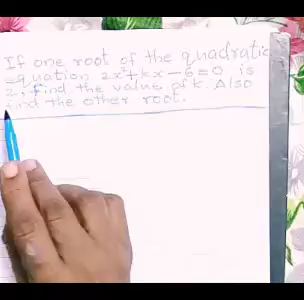 If one root of the quadratic
equation 2x²+kx-6=0 is
2, find the value of k. Also
find the other root.